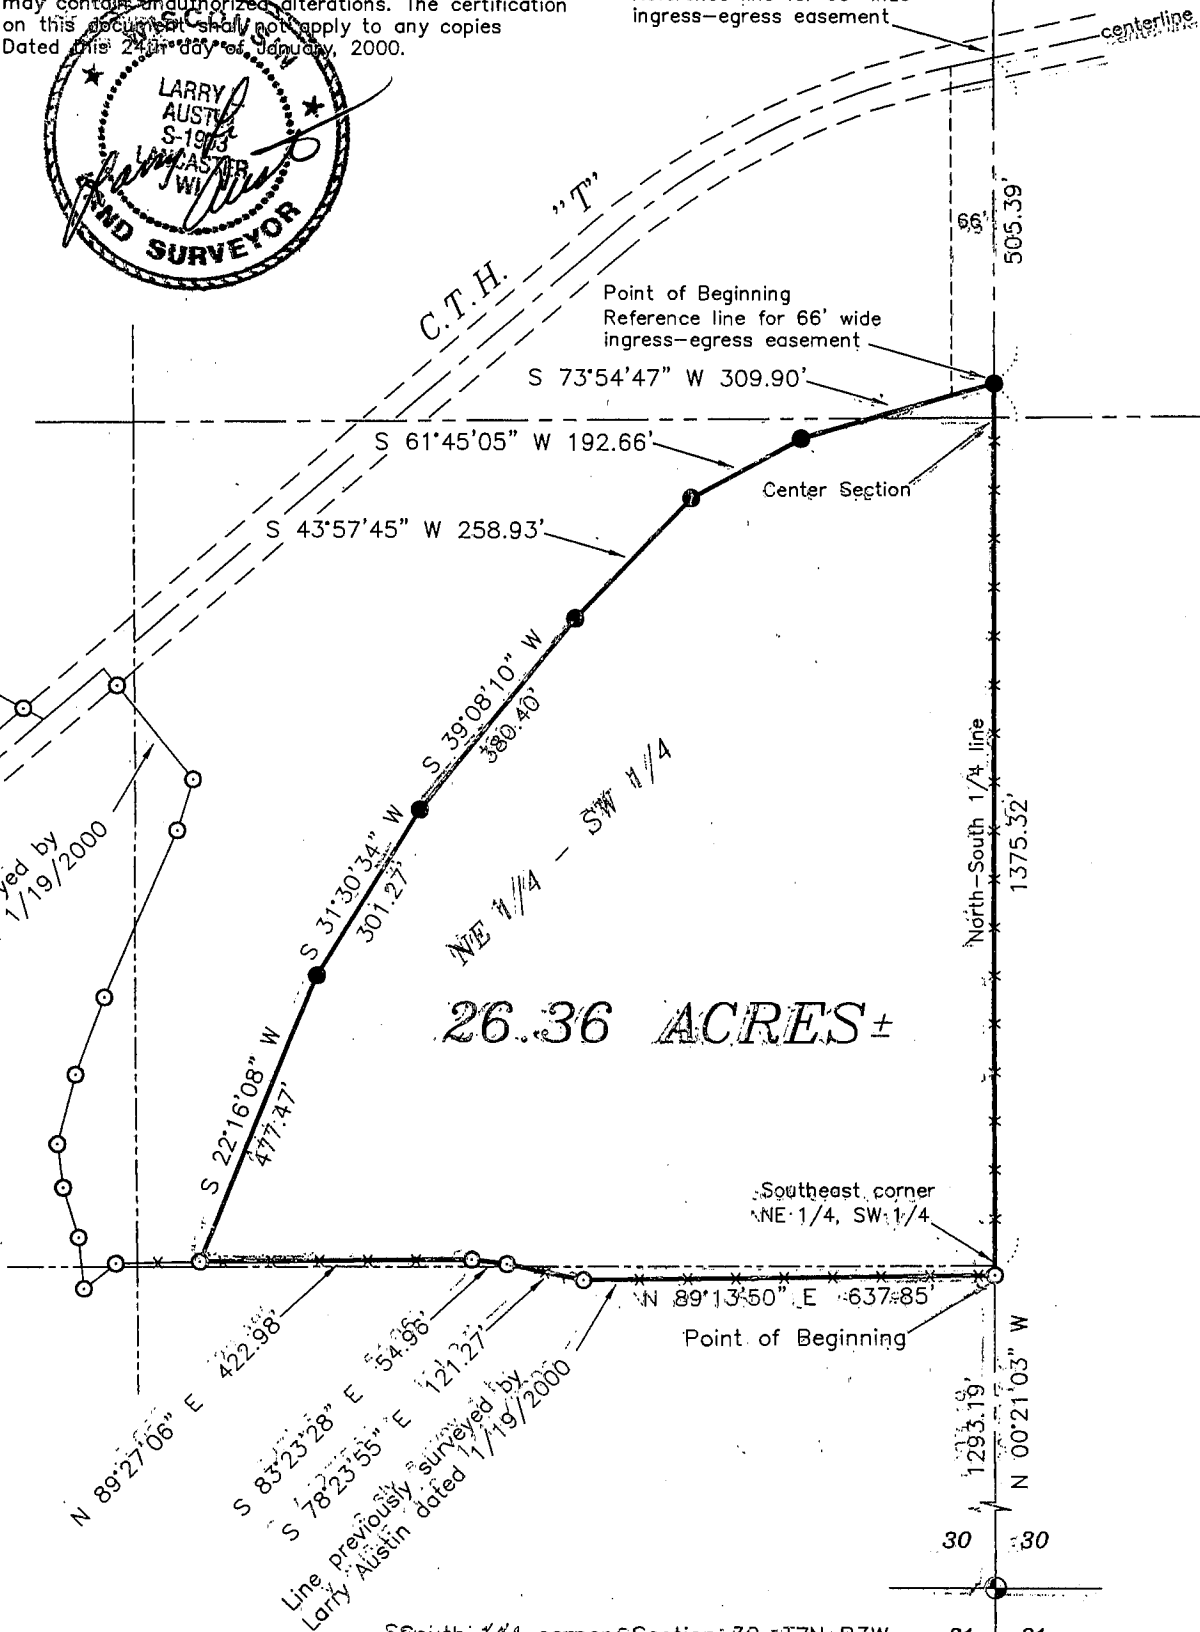 may contain unauthorized alterations. The certification
on this document shall not apply to copies
Dated this 24th day of January, 2000.
WISCONSIN
LARRY
AUSTIN
LANCASTER
WI
LAND SURVEYOR
ingress-egress easement
centerline
C.T.H. "T"
66'
505.39'
Point of Beginning
Reference line for 66' wide
ingress-egress easement
S 73°54'47" W 309.90'
S 61°45'05" W 192.66'
Center Section
S 43°57'45" W 258.93'
S 39°08'10" W
380.40'
NE 1/4 - SW 1/4
North-South 1/4 line
1375.32'
yed by
1/19/2000
S 31°30'34" W
301.27'
26.36 ACRES±
S 22°16'08" W
477.47'
Southeast corner
NE 1/4, SW 1/4
N 89°13'50" E 637.85'
Point of Beginning
N 89°27'06" E 422.98'
S 83°23'28" E 54.96'
S 78°23'55" E 121.27'
Line previously surveyed by
Larry Austin dated 1/19/2000
1293.19'
N 00°21'03" W
30 30